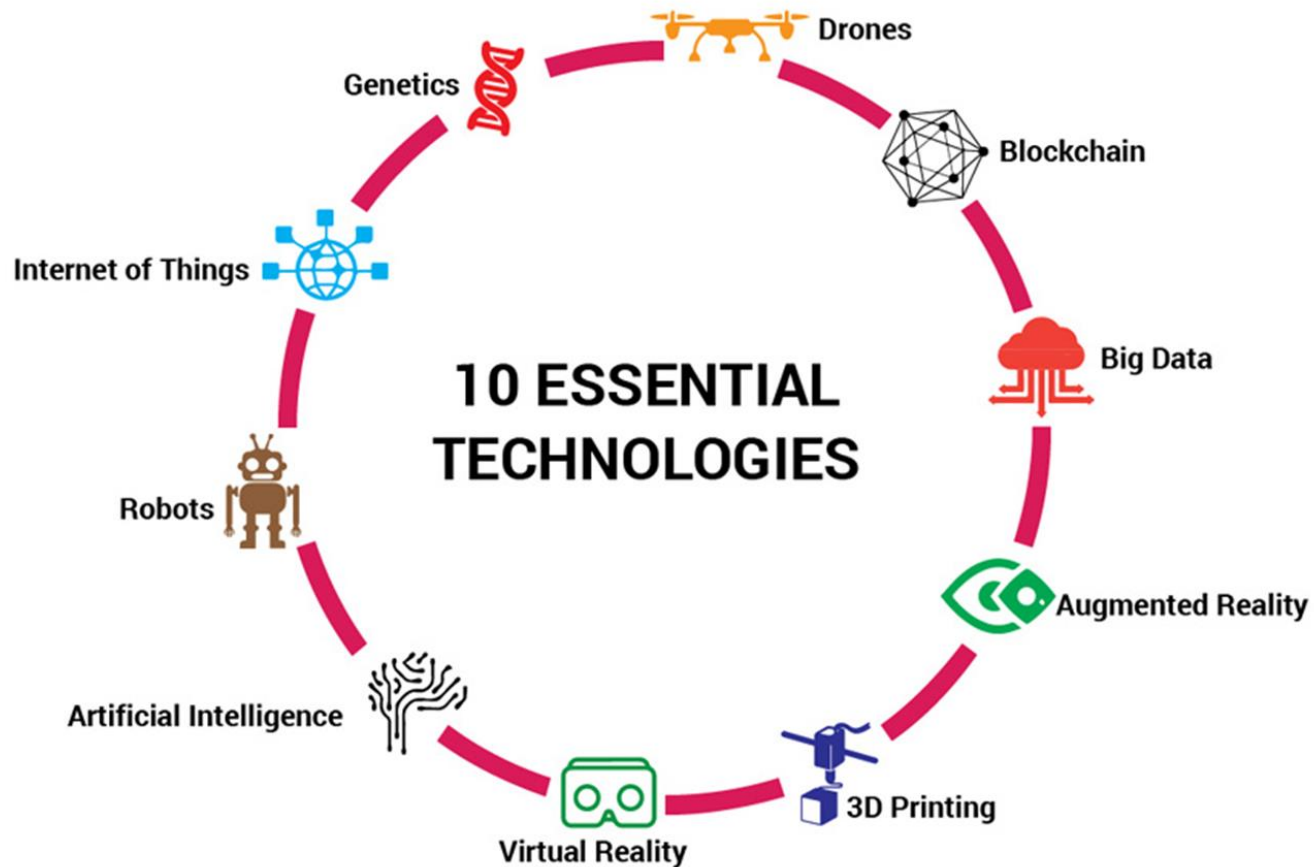 Drones
Genetics
Blockchain
Internet of Things
Big Data
10 ESSENTIAL
TECHNOLOGIES
Robots
Augmented Reality
Artificial Intelligence
3D Printing
Virtual Reality